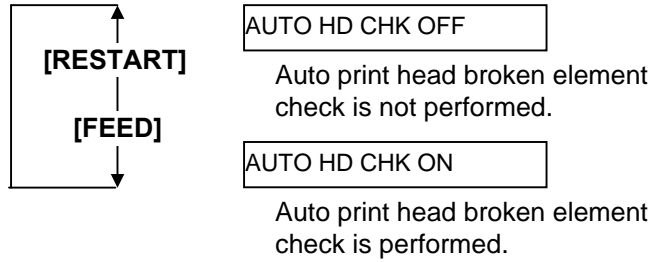 AUTO HD CHK OFF
[RESTART]
Auto print head broken element
check is not performed.
[FEED]
AUTO HD CHK ON
Auto print head broken element
check is performed.